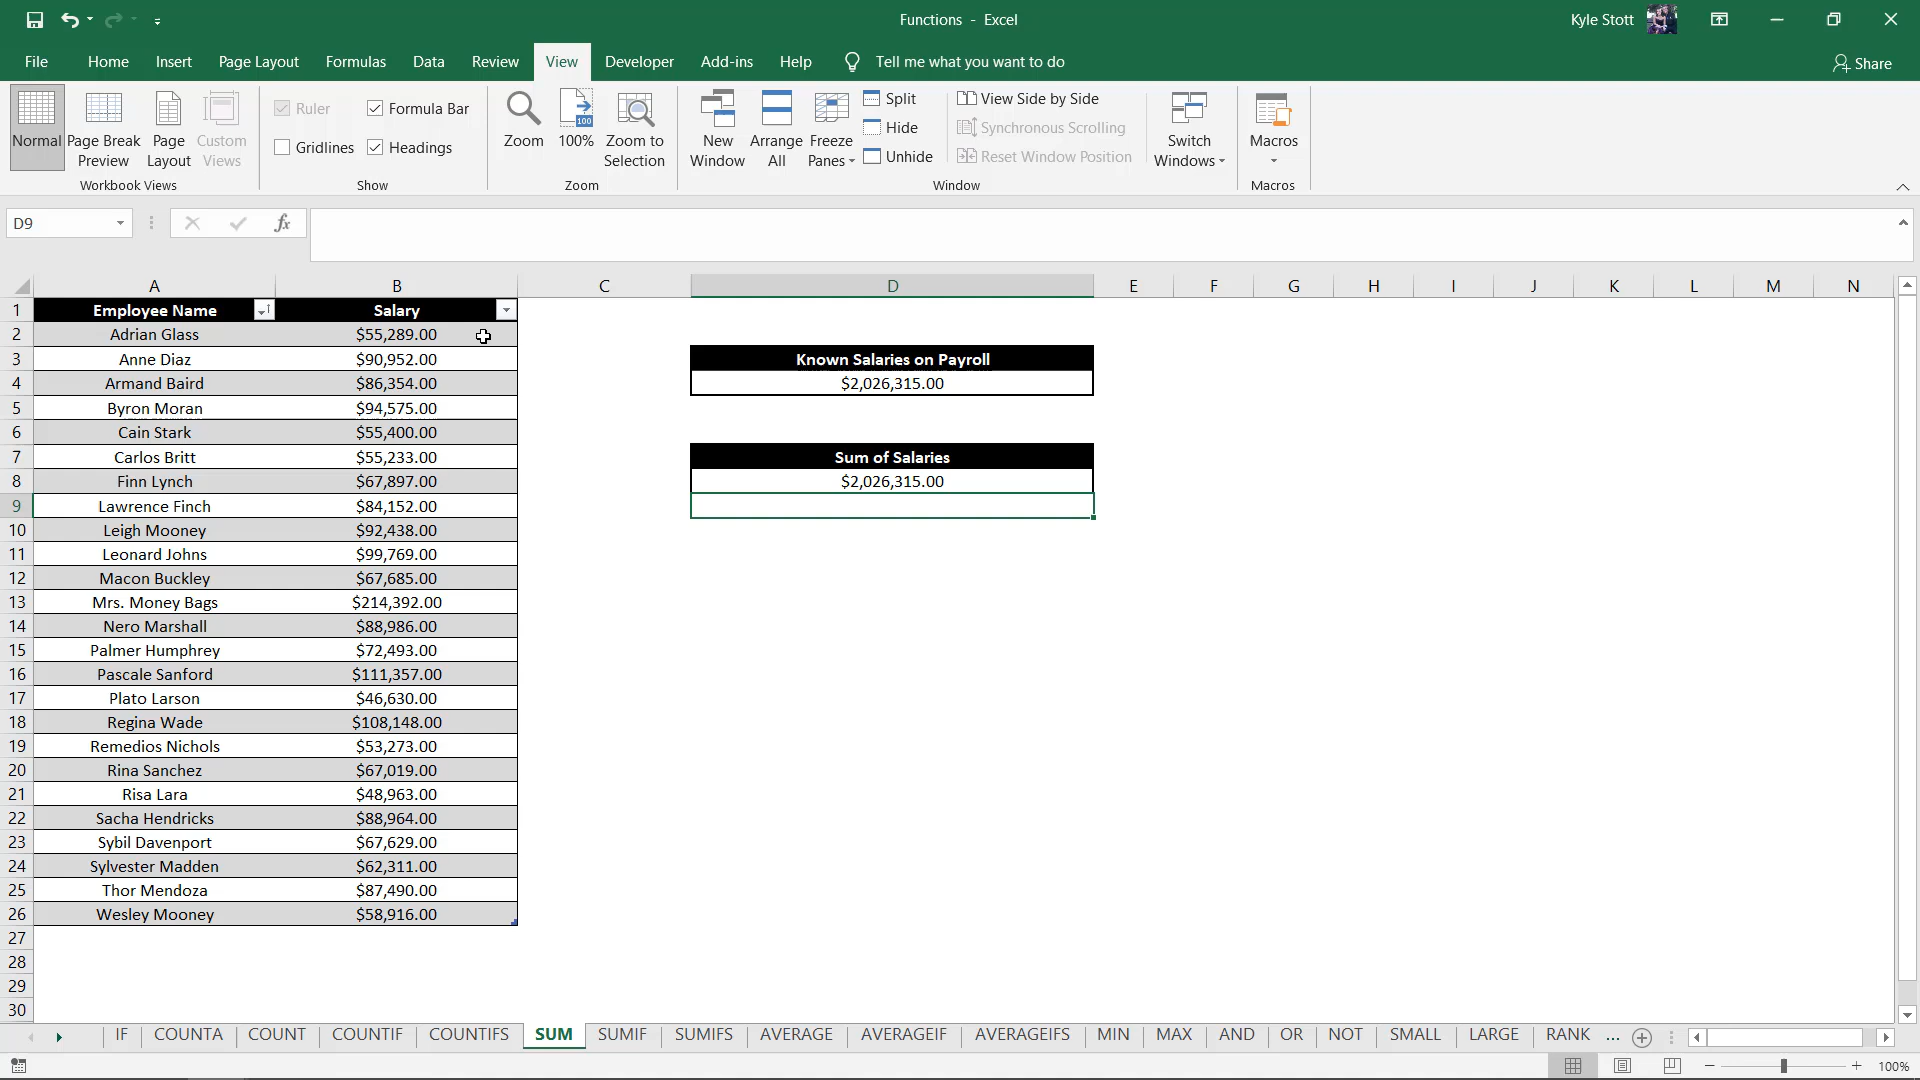 Functions - Excel
Kyle Stott
File Home Insert Page Layout Formulas Data Review View Developer Add-ins Help Tell me what you want to do Share
Normal
Page Break Preview
Page Layout
Custom Views
Workbook Views
Ruler
Formula Bar
Gridlines
Headings
Show
Zoom
100
100%
Zoom to Selection
Zoom
New Window
Arrange All
Freeze Panes
Split
Hide
Unhide
View Side by Side
Synchronous Scrolling
Reset Window Position
Window
Switch Windows
Macros
Macros
D9
fx
A B C D E F G H I J K L M N
1 Employee Name Salary
2 Adrian Glass $55,289.00
3 Anne Diaz $90,952.00 Known Salaries on Payroll
4 Armand Baird $86,354.00 $2,026,315.00
5 Byron Moran $94,575.00
6 Cain Stark $55,400.00
7 Carlos Britt $55,233.00 Sum of Salaries
8 Finn Lynch $67,897.00 $2,026,315.00
9 Lawrence Finch $84,152.00
10 Leigh Mooney $92,438.00
11 Leonard Johns $99,769.00
12 Macon Buckley $67,685.00
13 Mrs. Money Bags $214,392.00
14 Nero Marshall $88,986.00
15 Palmer Humphrey $72,493.00
16 Pascale Sanford $111,357.00
17 Plato Larson $46,630.00
18 Regina Wade $108,148.00
19 Remedios Nichols $53,273.00
20 Rina Sanchez $67,019.00
21 Risa Lara $48,963.00
22 Sacha Hendricks $88,964.00
23 Sybil Davenport $67,629.00
24 Sylvester Madden $62,311.00
25 Thor Mendoza $87,490.00
26 Wesley Mooney $58,916.00
27
28
29
30
IF COUNTA COUNT COUNTIF COUNTIFS SUM SUMIF SUMIFS AVERAGE AVERAGEIF AVERAGEIFS MIN MAX AND OR NOT SMALL LARGE RANK ...
100%